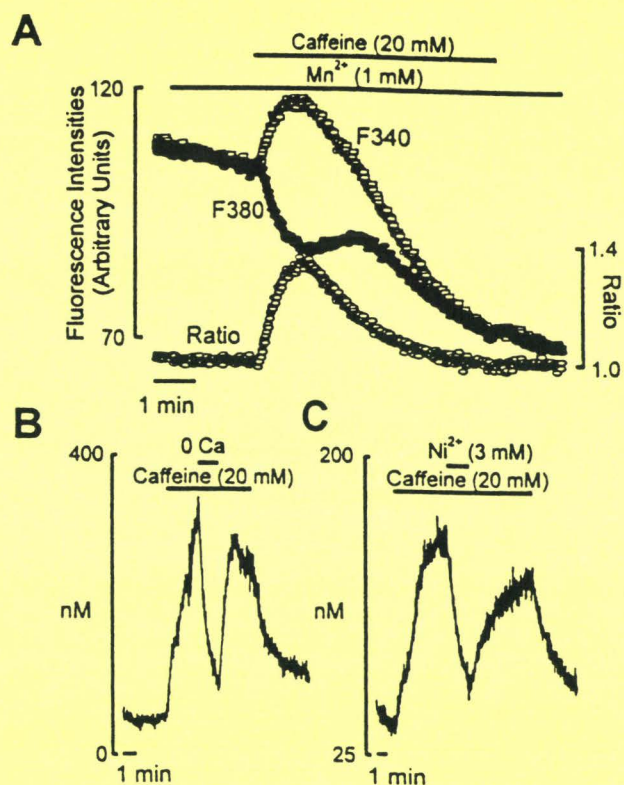 A
Caffeine (20 mM)
Mn2+ (1 mM)
120
Fluorescence Intensities
(Arbitrary Units)
F340
F380
1.4
Ratio
70
Ratio
1.0
1 min
B
0 Ca
400
Caffeine (20 mM)
nM
0
1 min
C
Ni2+ (3 mM)
200
Caffeine (20 mM)
nM
25
1 min